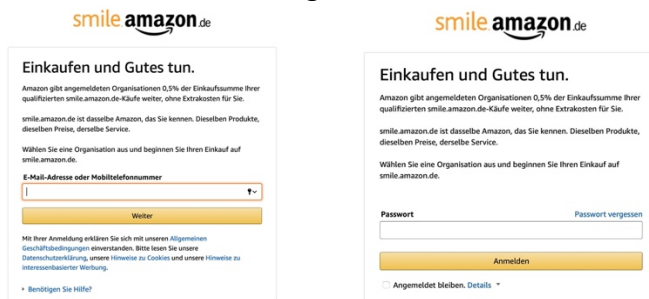 smile.amazon.de
Einkaufen und Gutes tun.
Amazon gibt angemeldeten Organisationen 0,5% der Einkaufssumme Ihrer
qualifizierten smile.amazon.de-Käufe weiter, ohne Extrakosten für Sie.
smile.amazon.de ist dasselbe Amazon, das Sie kennen. Dieselben Produkte,
dieselben Preise, derselbe Service.
Wählen Sie eine Organisation aus und beginnen Sie Ihren Einkauf auf
smile.amazon.de.
E-Mail-Adresse oder Mobiltelefonnummer
Weiter
Mit Ihrer Anmeldung erklären Sie sich mit unseren Allgemeinen
Geschäftsbedingungen einverstanden. Bitte lesen Sie unsere
Datenschutzerklärung, unsere Hinweise zu Cookies und unsere Hinweise zu
interessenbasierter Werbung.
Benötigen Sie Hilfe?
smile.amazon.de
Einkaufen und Gutes tun.
Amazon gibt angemeldeten Organisationen 0,5% der Einkaufssumme Ihrer
qualifizierten smile.amazon.de-Käufe weiter, ohne Extrakosten für Sie.
smile.amazon.de ist dasselbe Amazon, das Sie kennen. Dieselben Produkte,
dieselben Preise, derselbe Service.
Wählen Sie eine Organisation aus und beginnen Sie Ihren Einkauf auf
smile.amazon.de.
Passwort Passwort vergessen
Anmelden
Angemeldet bleiben. Details